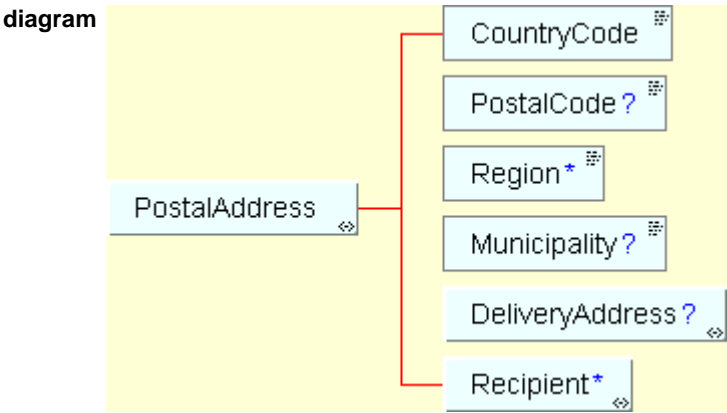 diagram
CountryCode
PostalCode?
Region*
PostalAddress
Municipality?
DeliveryAddress?
Recipient*